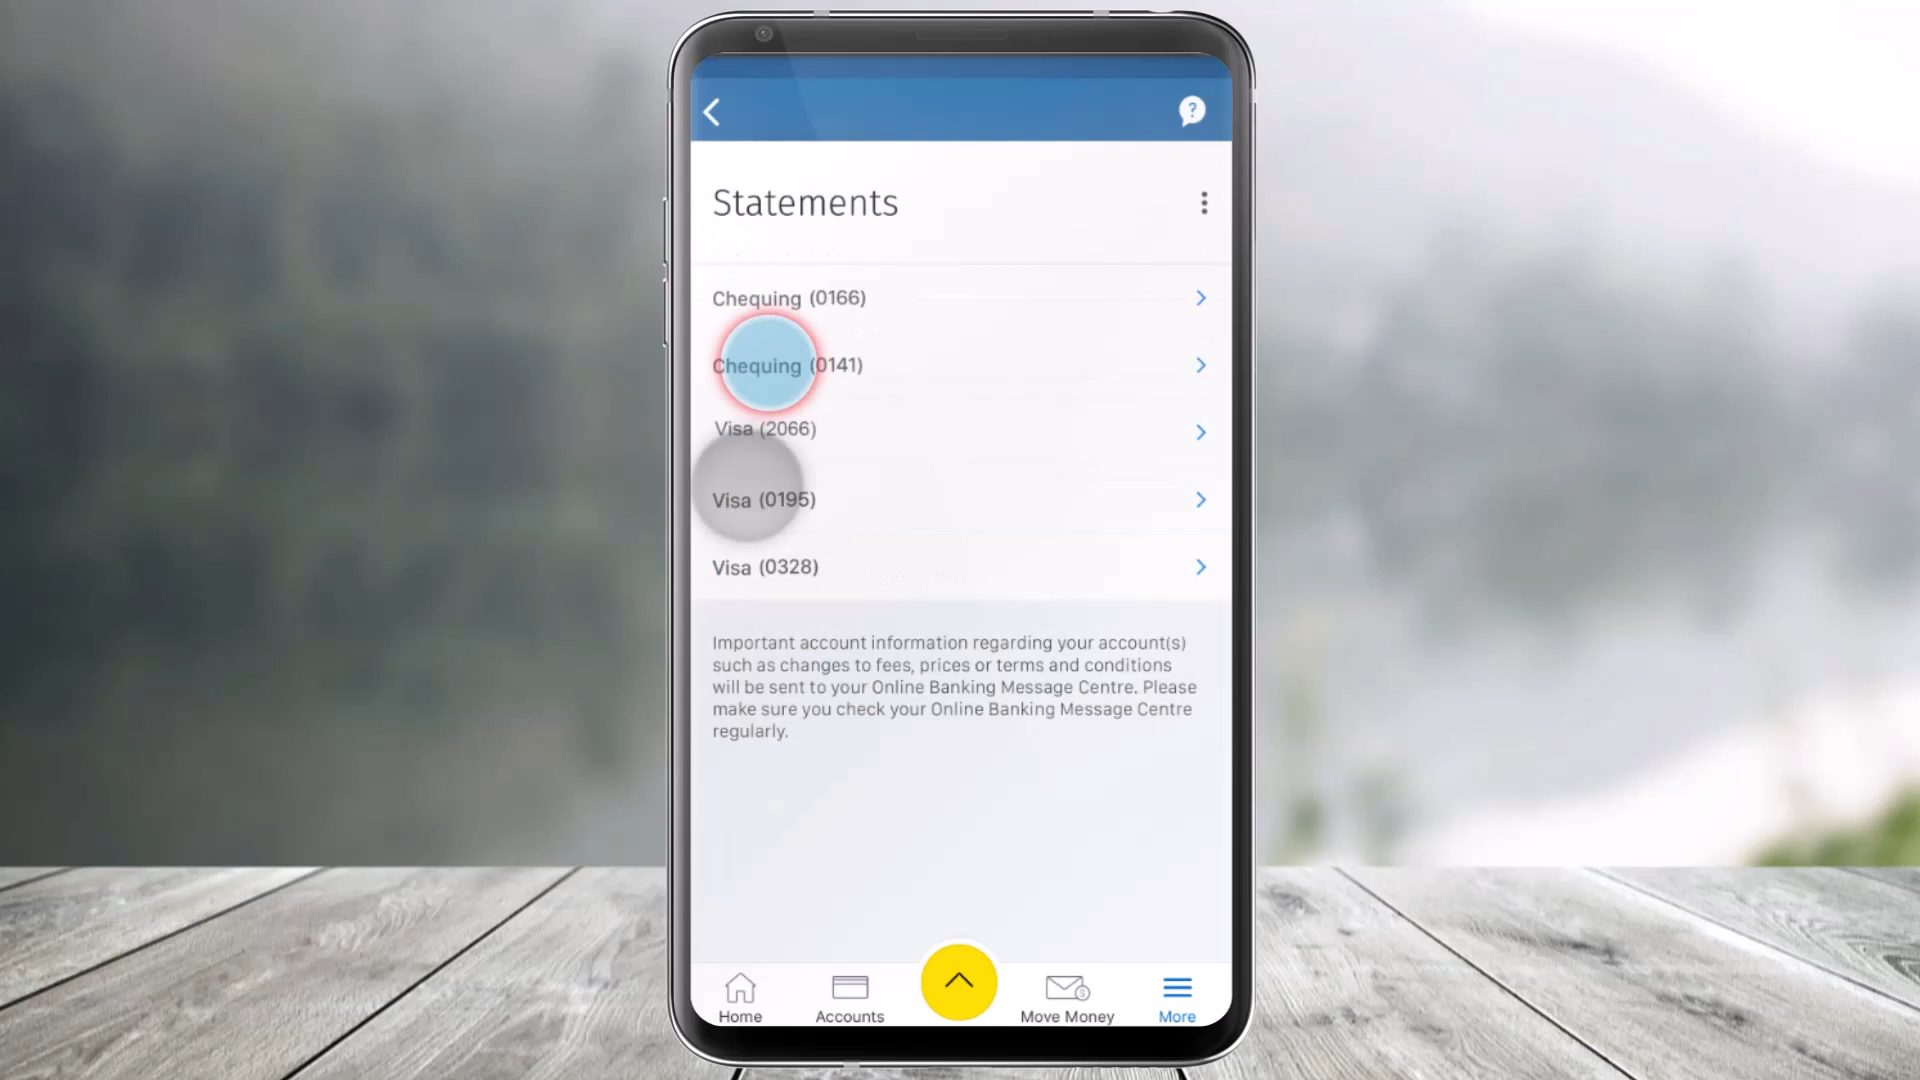 ?
Statements
Chequing (0166)
Chequing (0141)
Visa (2066)
Visa (0195)
Visa (0328)
Important account information regarding your account(s)
such as changes to fees, prices or terms and conditions
will be sent to your Online Banking Message Centre. Please
make sure you check your Online Banking Message Centre
regularly.
Home
Accounts
$
Move Money
More